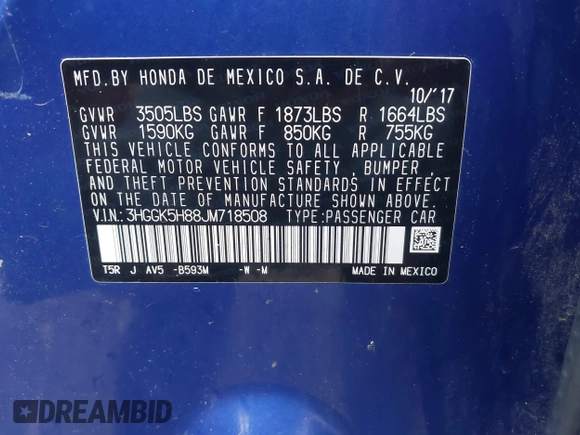 MFD.BY HONDA DE MEXICO S.A. DE C.V.
10/'17
GVWR 3505LBS GAWR F 1873LBS R 1664LBS
GVWR 1590KG GAWR F 850KG R 755KG
THIS VEHICLE CONFORMS TO ALL APPLICABLE
FEDERAL MOTOR VEHICLE SAFETY, BUMPER,
AND THEFT PREVENTION STANDARDS IN EFFECT
ON THE DATE OF MANUFACTURE SHOWN ABOVE.
V.I.N.: 3HGGK5H88JM718508 TYPE:PASSENGER CAR
T5R J AV5 -B593M -W -M MADE IN MEXICO
DREAMBID